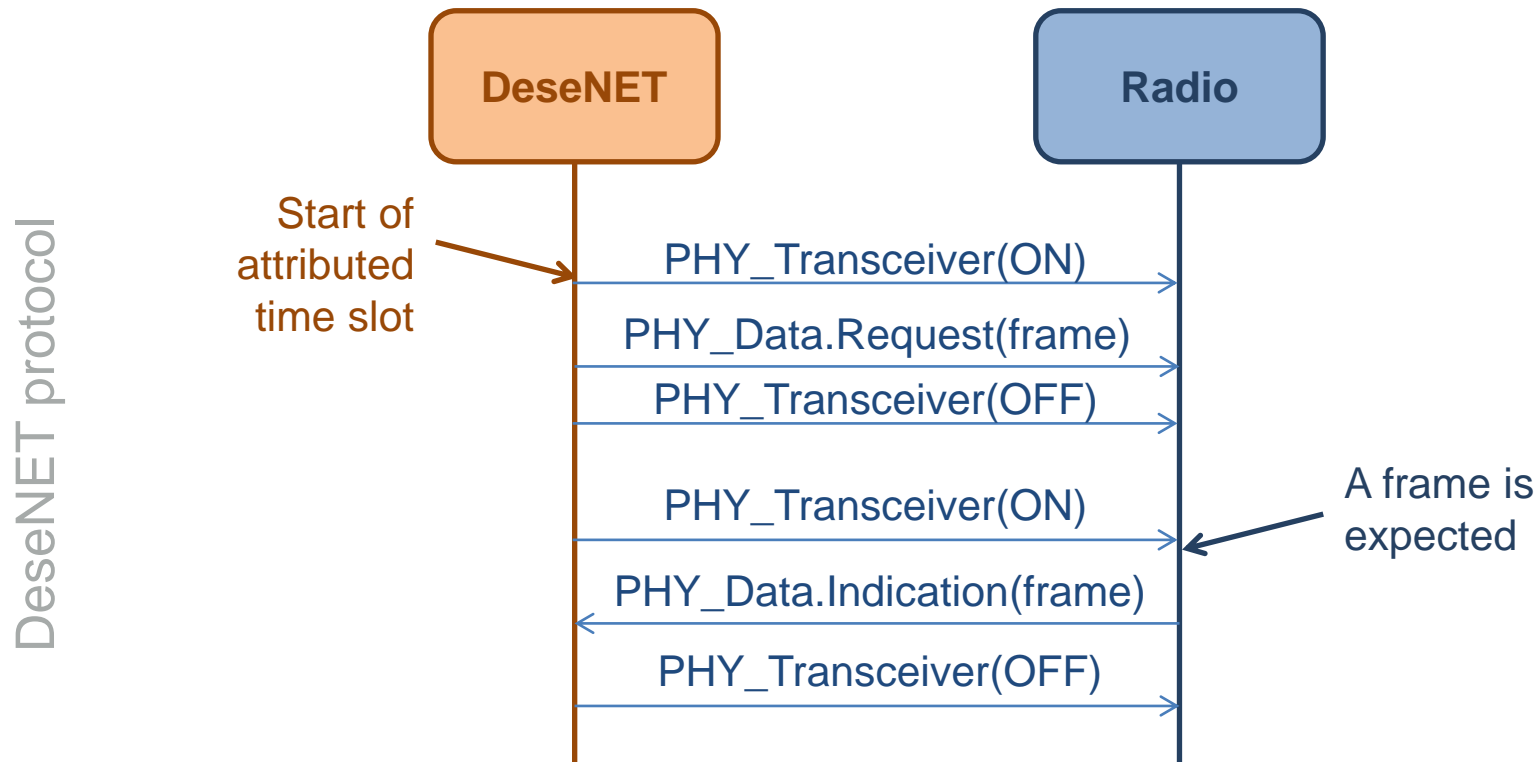 DeseNET protocol
DeseNET
Radio
Start of
attributed
time slot
PHY_Transceiver(ON)
PHY_Data.Request(frame)
PHY_Transceiver(OFF)
PHY_Transceiver(ON)
A frame is
expected
PHY_Data.Indication(frame)
PHY_Transceiver(OFF)